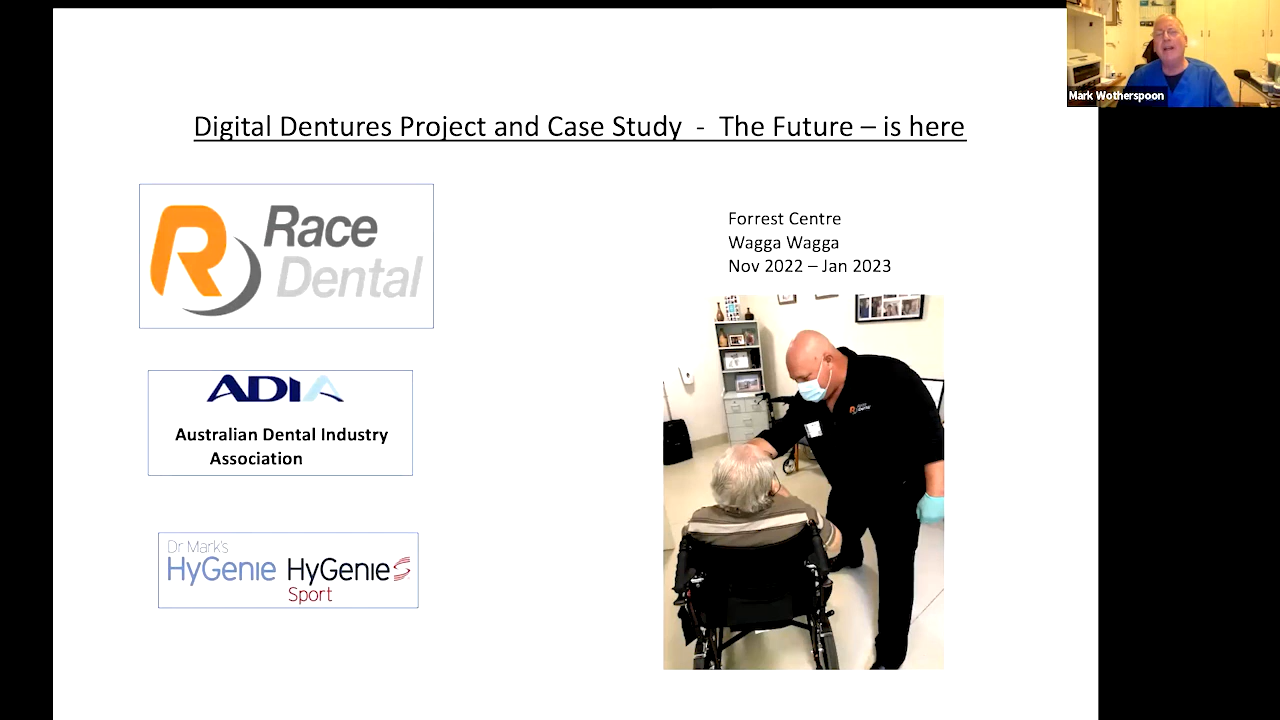 Mark Wotherspoon
Digital Dentures Project and Case Study - The Future – is here
Race
Dental
Forrest Centre
Wagga Wagga
Nov 2022 – Jan 2023
ADIA
Australian Dental Industry
Association
Dr Mark's
HyGenie HyGenie
Sport